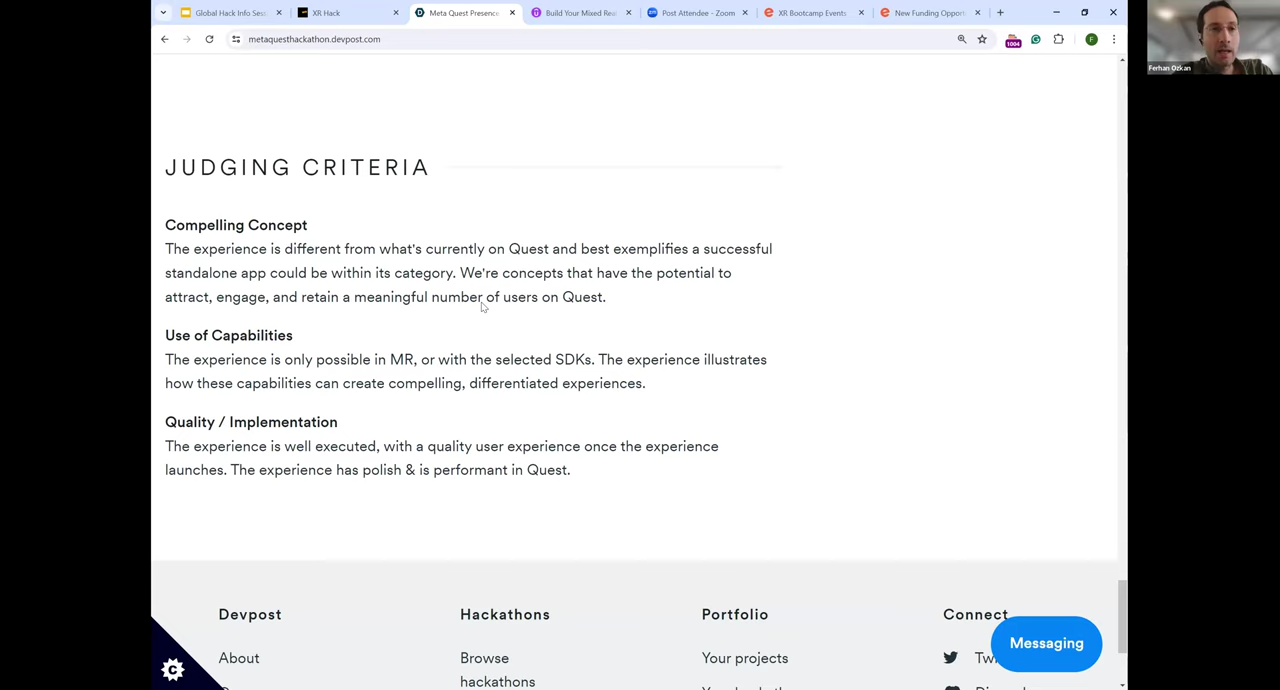 Global Hack Info Sess
XR Hack
Meta Quest Presence
Build Your Mixed Rea
Post Attendee - Zoom
XR Bootcamp Events
New Funding Opport
metaquesthackathon.devpost.com
1004
F
Ferhan Ozkan
JUDGING CRITERIA
Compelling Concept
The experience is different from what's currently on Quest and best exemplifies a successful
standalone app could be within its category. We're concepts that have the potential to
attract, engage, and retain a meaningful number of users on Quest.
Use of Capabilities
The experience is only possible in MR, or with the selected SDKs. The experience illustrates
how these capabilities can create compelling, differentiated experiences.
Quality / Implementation
The experience is well executed, with a quality user experience once the experience
launches. The experience has polish & is performant in Quest.
Devpost
Hackathons
Portfolio
Connect
About
Browse
hackathons
Your projects
Messaging